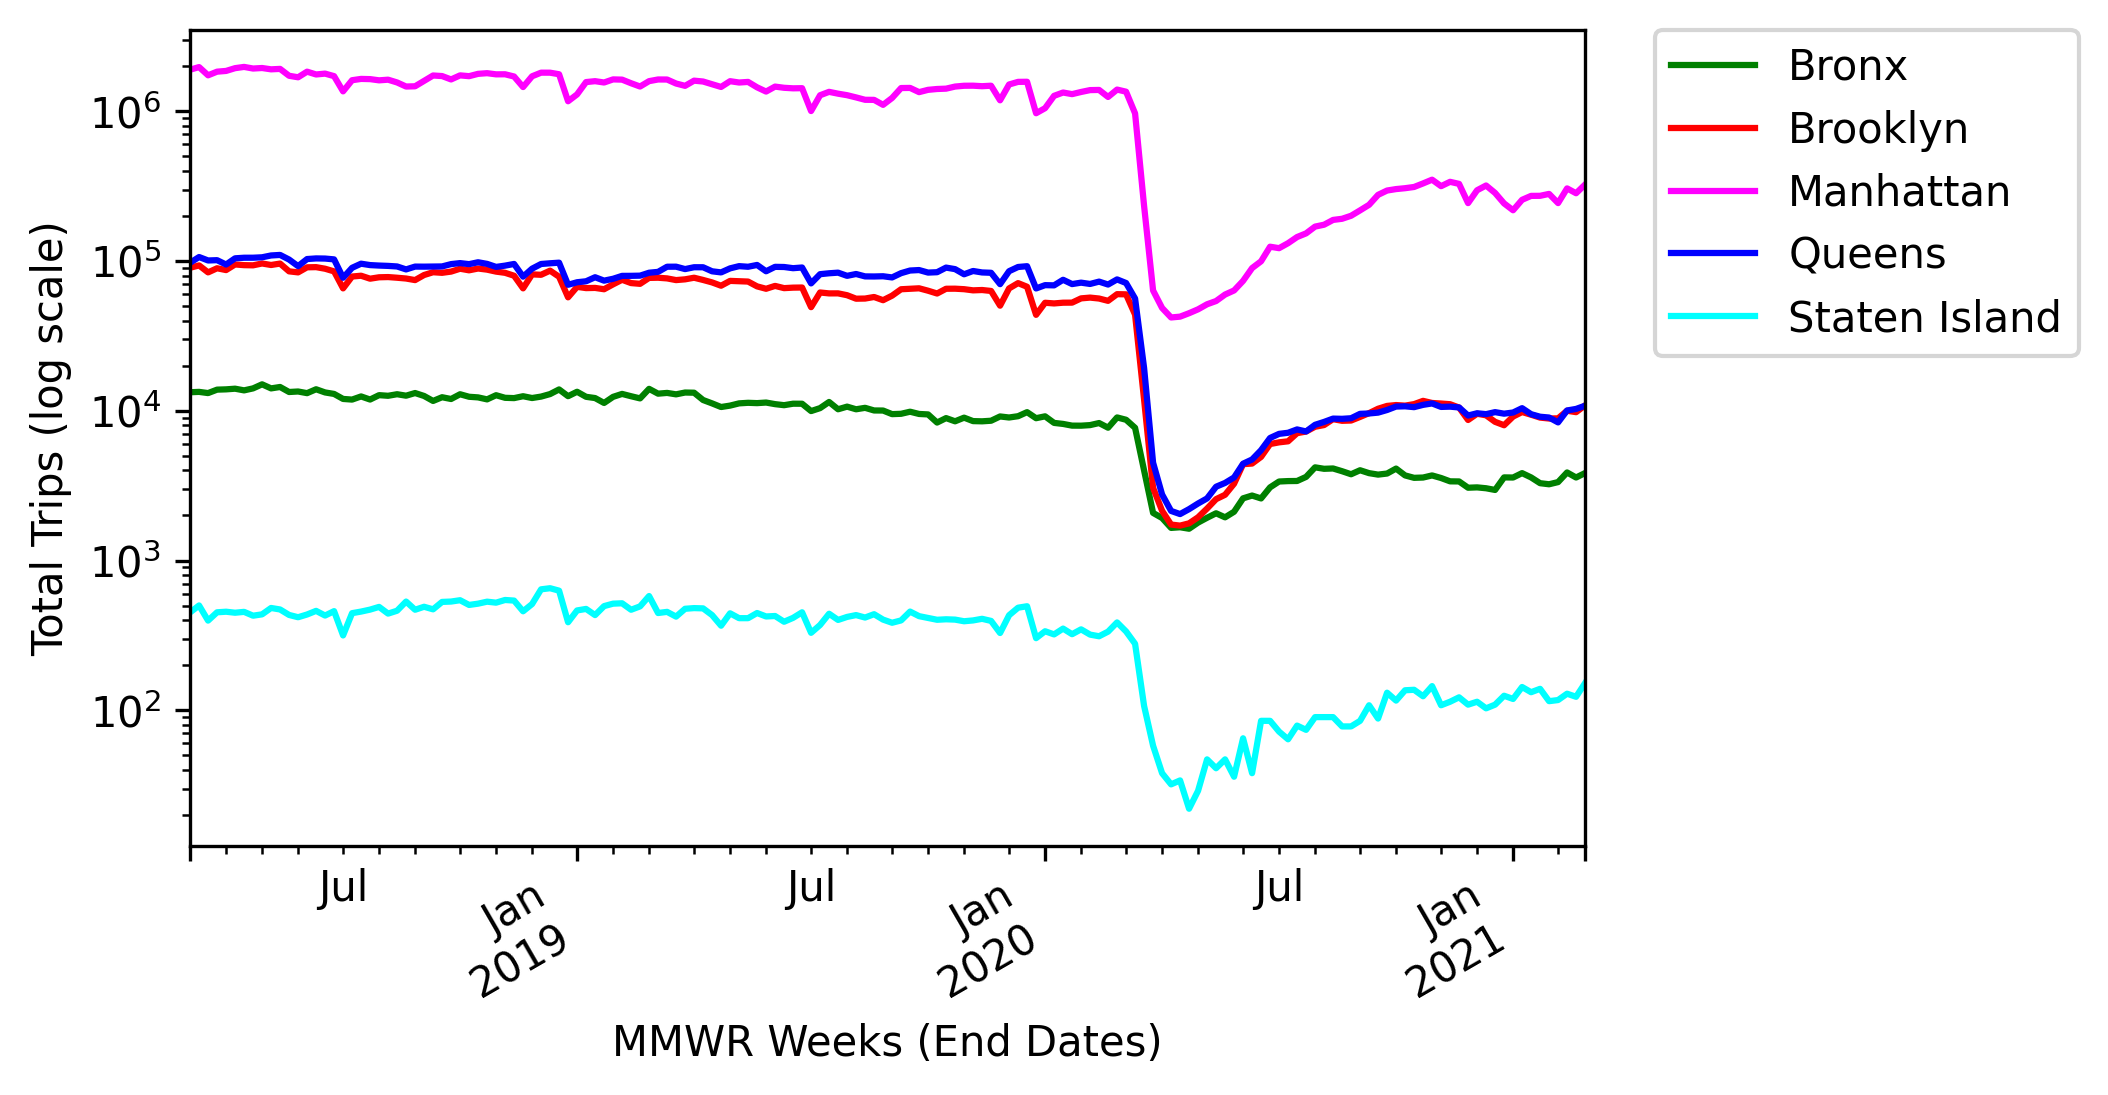 10^6
10^5
10^4
10^3
10^2
Total Trips (log scale)
Jul
Jan
2019
Jul
Jan
2020
Jul
Jan
2021
MMWR Weeks (End Dates)
Bronx
Brooklyn
Manhattan
Queens
Staten Island